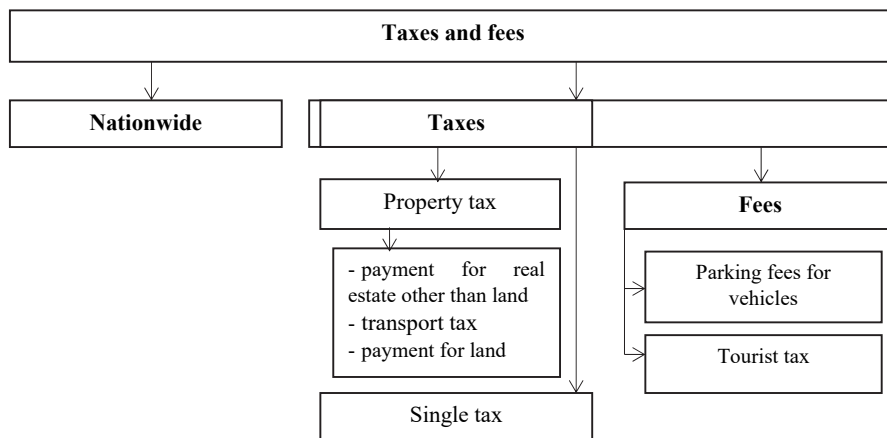 Taxes and fees
Nationwide
Taxes
Property tax
- payment for real
estate other than land
- transport tax
- payment for land
Single tax
Fees
Parking fees for
vehicles
Tourist tax